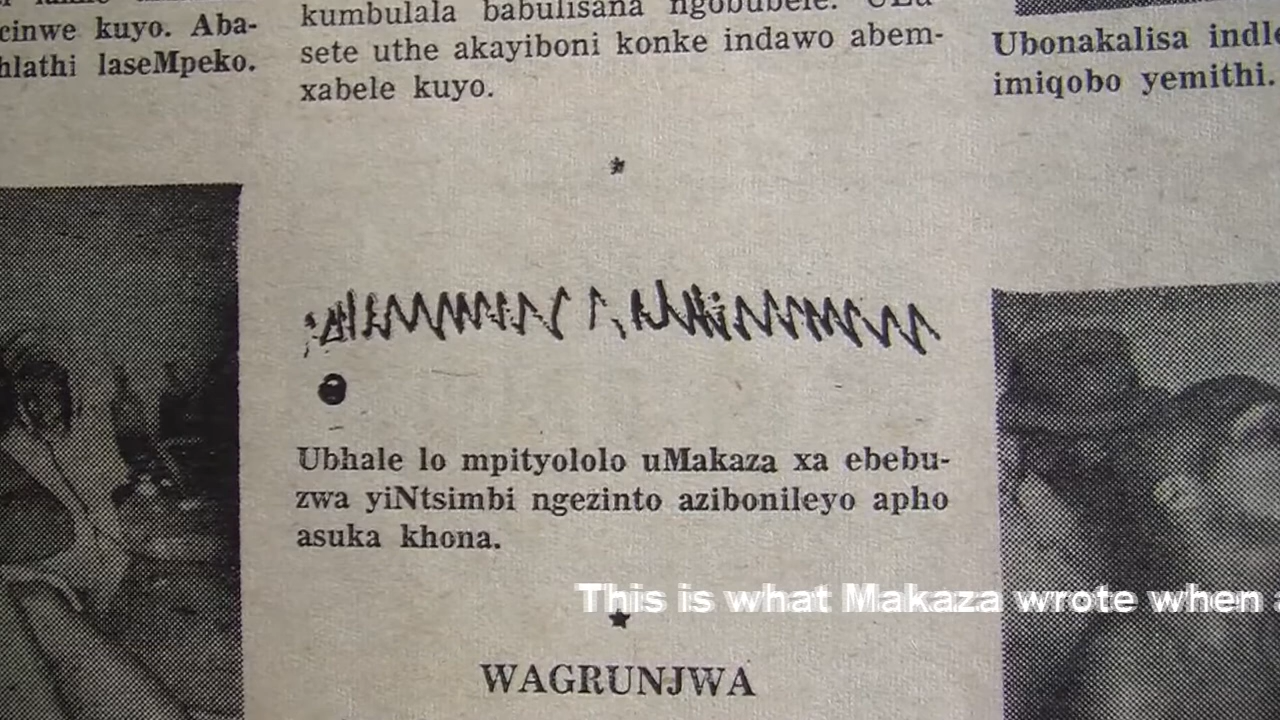 cinwe kuyo. Aba-
hlathi laseMpeko.
kumbulala babulisana ngobubele.
sete uthe akayiboni konke indawo abem-
xabele kuyo.
Ubonakalisa
imiqobo yemithi.
*
Ubhale lo mpityololo uMakaza xa ebebu-
zwa yiNtsimbi ngezinto azibonileyo apho
asuka khona.
This is what Makaza wrote when
★
WAGRUNJWA